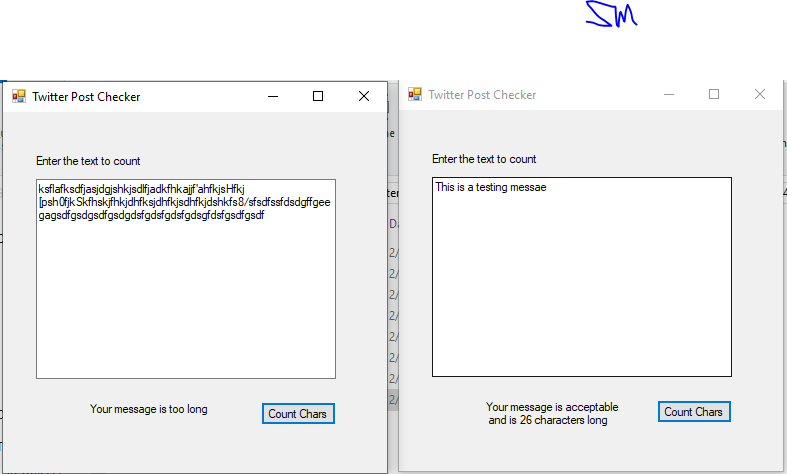 SM
Twitter Post Checker
Enter the text to count
ksflafksdfjasjdgjshkjsdlfjadkfhkajjf'ahfkjsHfkj
[psh0fjkSkfhskjfhkjdhfksjdhfkjsdhfkjdshkfs8/sfsdfssfdsdgffgee
gagsdfgsdgsdfgsdgdsfgdsfgdsfgdsgfdsfgsdfgsdf
Your message is too long
Count Chars
Twitter Post Checker
Enter the text to count
This is a testing messae
Your message is acceptable
and is 26 characters long
Count Chars